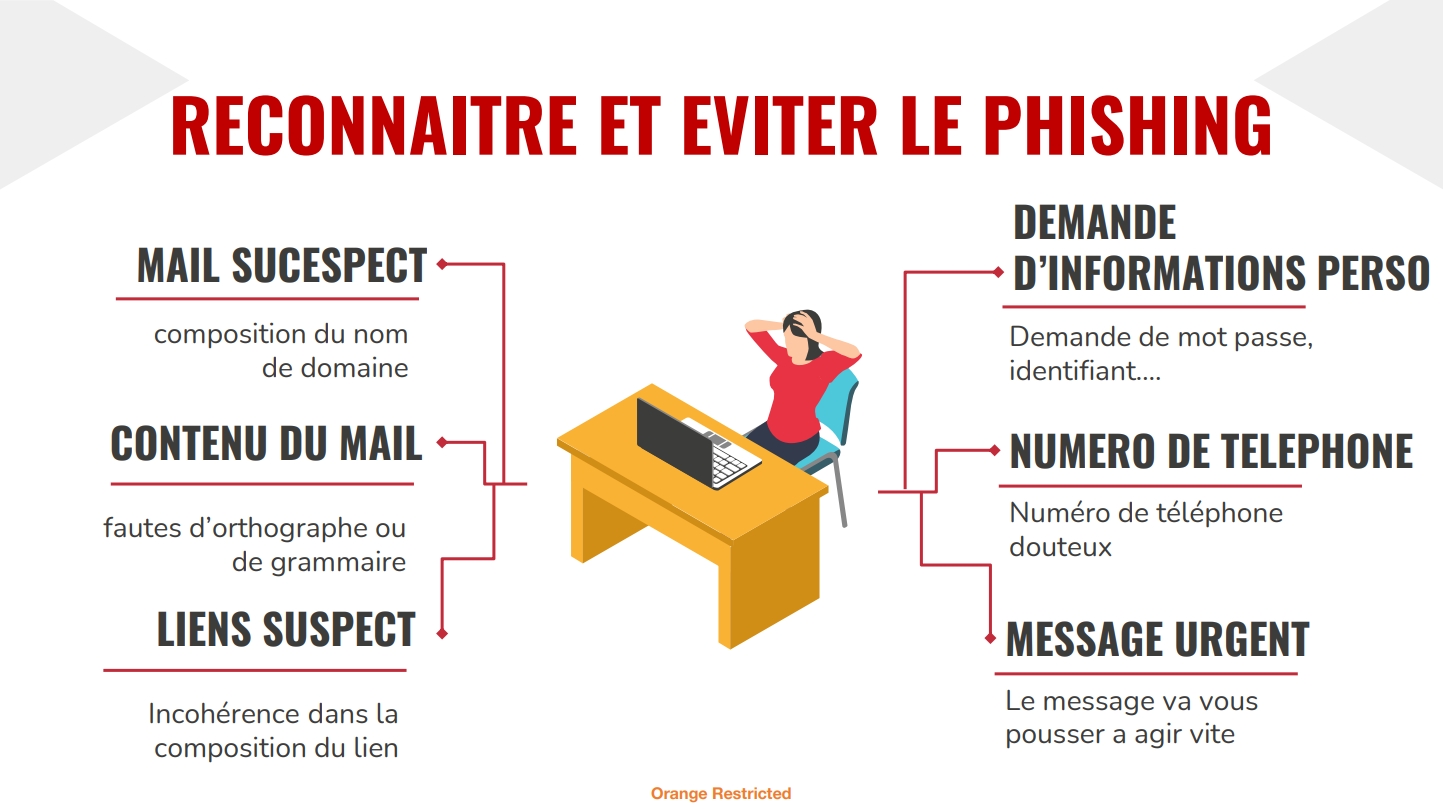 RECONNAITRE ET EVITER LE PHISHING
MAIL SUCESPECT
composition du nom
de domaine
CONTENU DU MAIL
fautes d’orthographe ou
de grammaire
LIENS SUSPECT
Incohérence dans la
composition du lien
DEMANDE
D’INFORMATIONS PERSO
Demande de mot passe,
identifiant....
NUMERO DE TELEPHONE
Numéro de téléphone
douteux
MESSAGE URGENT
Le message va vous
pousser a agir vite
Orange Restricted